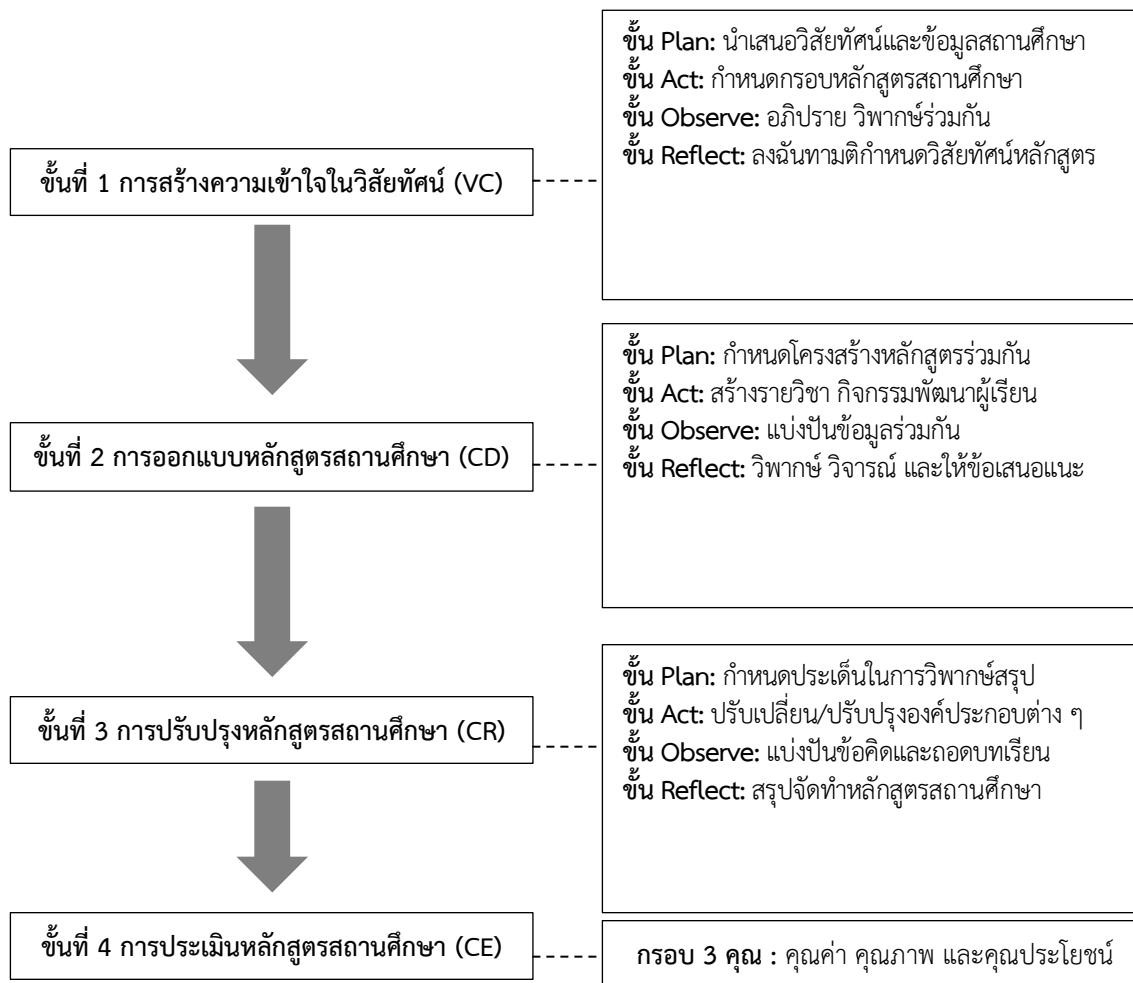 ขั้น Plan: นำเสนอวิสัยทัศน์และข้อมูลสถานศึกษา
ขั้น Act: กำหนดกรอบหลักสูตรสถานศึกษา
ขั้น Observe: อภิปราย วิพากษ์ร่วมกัน
ขั้น Reflect: ลงฉันทามติกำหนดวิสัยทัศน์หลักสูตร
ขั้นที่ 1 การสร้างความเข้าใจในวิสัยทัศน์ (VC)
ขั้น Plan: กำหนดโครงสร้างหลักสูตรร่วมกัน
ขั้น Act: สร้างรายวิชา กิจกรรมพัฒนาผู้เรียน
ขั้น Observe: แบ่งปันข้อมูลร่วมกัน
ขั้น Reflect: วิพากษ์ วิจารณ์ และให้ข้อเสนอแนะ
ขั้นที่ 2 การออกแบบหลักสูตรสถานศึกษา (CD)
ขั้น Plan: กำหนดประเด็นในการวิพากษ์สรุป
ขั้น Act: ปรับเปลี่ยน/ปรับปรุงองค์ประกอบต่าง ๆ
ขั้น Observe: แบ่งปันข้อคิดและถอดบทเรียน
ขั้น Reflect: สรุปจัดทำหลักสูตรสถานศึกษา
ขั้นที่ 3 การปรับปรุงหลักสูตรสถานศึกษา (CR)
ขั้นที่ 4 การประเมินหลักสูตรสถานศึกษา (CE)
กรอบ 3 คุณ : คุณค่า คุณภาพ และคุณประโยชน์